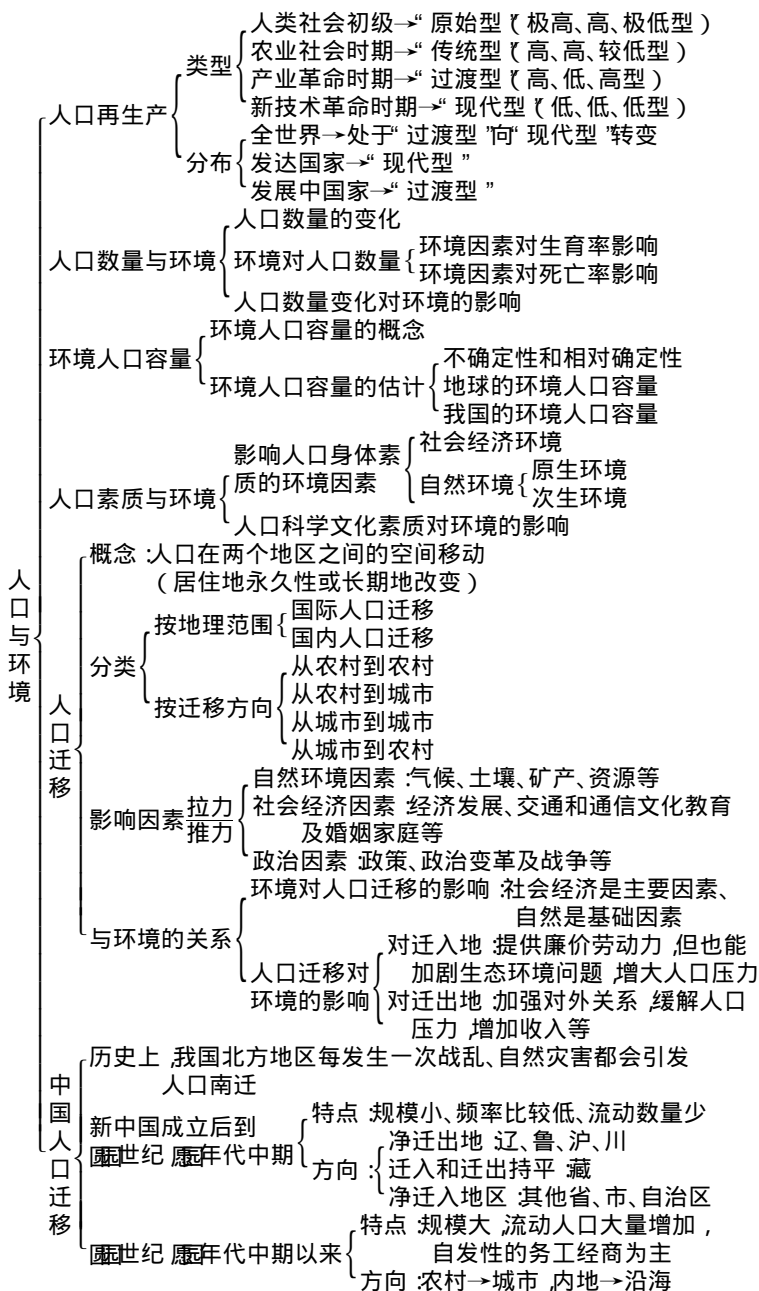 人类社会初级→“原始型”(极高、高、极低型)
农业社会时期→“传统型”(高、高、较低型)
类型
产业革命时期→“过渡型”(高、低、高型)
新技术革命时期→“现代型”(低、低、低型)
人口再生产
全世界→处于“过渡型”向“现代型”转变
分布
发达国家→“现代型”
发展中国家→“过渡型”
人口数量的变化
人口数量与环境
环境对人口数量
环境因素对生育率影响
环境因素对死亡率影响
人口数量变化对环境的影响
环境人口容量的概念
环境人口容量
环境人口容量的估计
不确定性和相对确定性
地球的环境人口容量
我国的环境人口容量
影响人口身体素
质的环境因素
社会经济环境
自然环境
原生环境
次生环境
人口素质与环境
人口科学文化素质对环境的影响
人口与环境
人口迁移
概念:人口在两个地区之间的空间移动
(居住地永久性或长期地改变)
分类
按地理范围
国际人口迁移
国内人口迁移
按迁移方向
从农村到农村
从农村到城市
从城市到城市
从城市到农村
影响因素
拉力
推力
自然环境因素:气候、土壤、矿产、资源等
社会经济因素:经济发展、交通和通信文化教育
及婚姻家庭等
政治因素:政策、政治变革及战争等
与环境的关系
环境对人口迁移的影响:社会经济是主要因素、
自然是基础因素
人口迁移对
环境的影响
对迁入地:提供廉价劳动力,但也能
加剧生态环境问题,增大人口压力
对迁出地:加强对外关系,缓解人口
压力,增加收入等
中国人口迁移
历史上,我国北方地区每发生一次战乱、自然灾害都会引发
人口南迁
新中国成立后到
世纪 年代中期
特点:规模小、频率比较低、流动数量少
方向:
净迁出地:辽、鲁、沪、川
迁入和迁出持平:藏
净迁入地区:其他省、市、自治区
世纪 年代中期以来
特点:规模大,流动人口大量增加,
自发性的务工经商为主
方向:农村→城市,内地→沿海